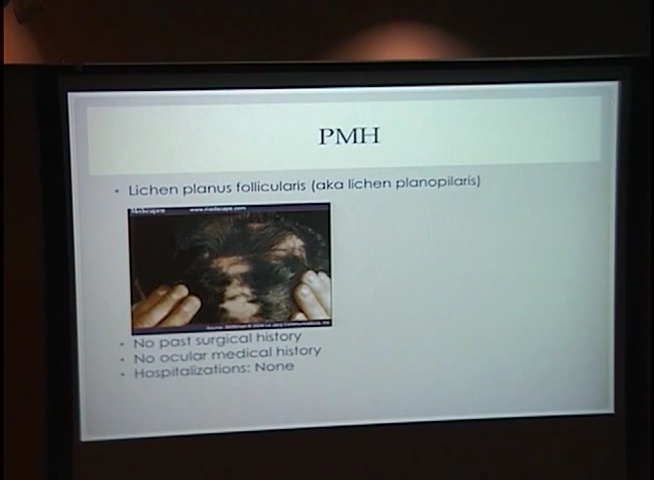 PMH
• Lichen planus follicularis (aka lichen planopilaris)
Medscape www.medscape.com
• No past surgical history
• No ocular medical history
• Hospitalizations: None